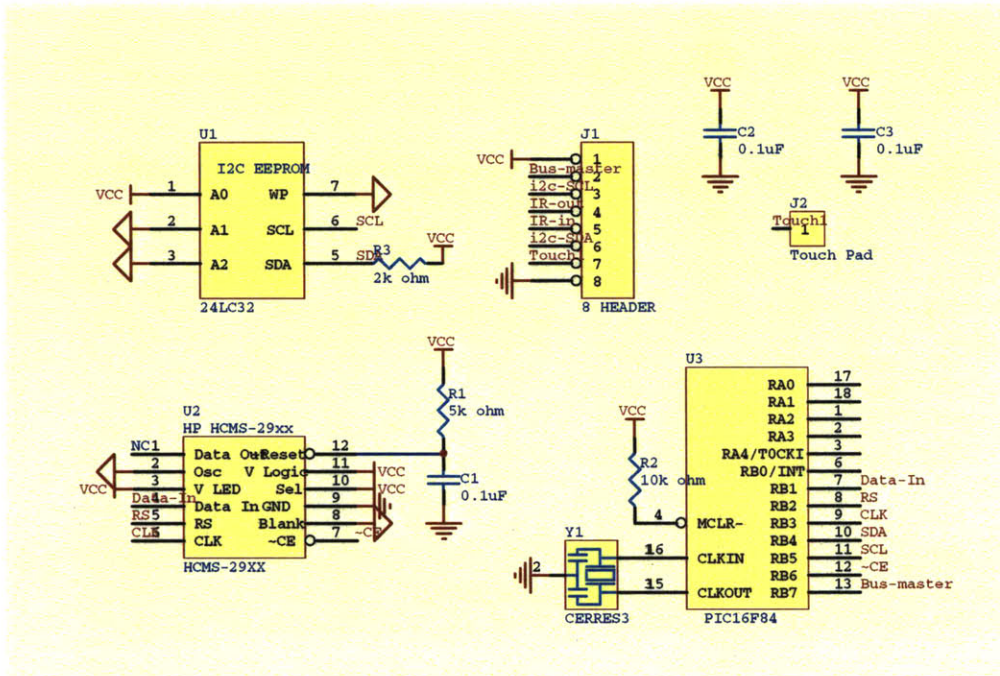 VCC
VCC
C2
0.1uF
C3
0.1uF
U1
I2C EEPROM
VCC
1
A0
WP
7
2
A1
SCL
6
SCL
3
A2
SDA
5
SDA
R3
2k ohm
VCC
24LC32
J1
VCC
1
Bus-master
2
i2c-SCL
3
IR-out
4
IR-in
5
i2c-SDA
6
Touch
7
8
8 HEADER
J2
Touch1
1
Touch Pad
VCC
R1
5k ohm
C1
0.1uF
U2
HP HCMS-29xx
NC
1
Data Out
Reset
12
2
Osc
V Logic
11
VCC
VCC
3
V LED
Sel
10
VCC
Data-In
4
Data In
GND
9
RS
5
RS
Blank
8
CLK
6
CLK
~CE
7
~CE
HCMS-29XX
VCC
R2
10k ohm
Y1
2
CERRES3
U3
RA0
17
RA1
18
RA2
1
RA3
2
RA4/T0CKI
3
RB0/INT
6
RB1
7
Data-In
RB2
8
RS
4
MCLR-
RB3
9
CLK
RB4
10
SDA
16
CLKIN
RB5
11
SCL
RB6
12
~CE
15
CLKOUT
RB7
13
Bus-master
PIC16F84